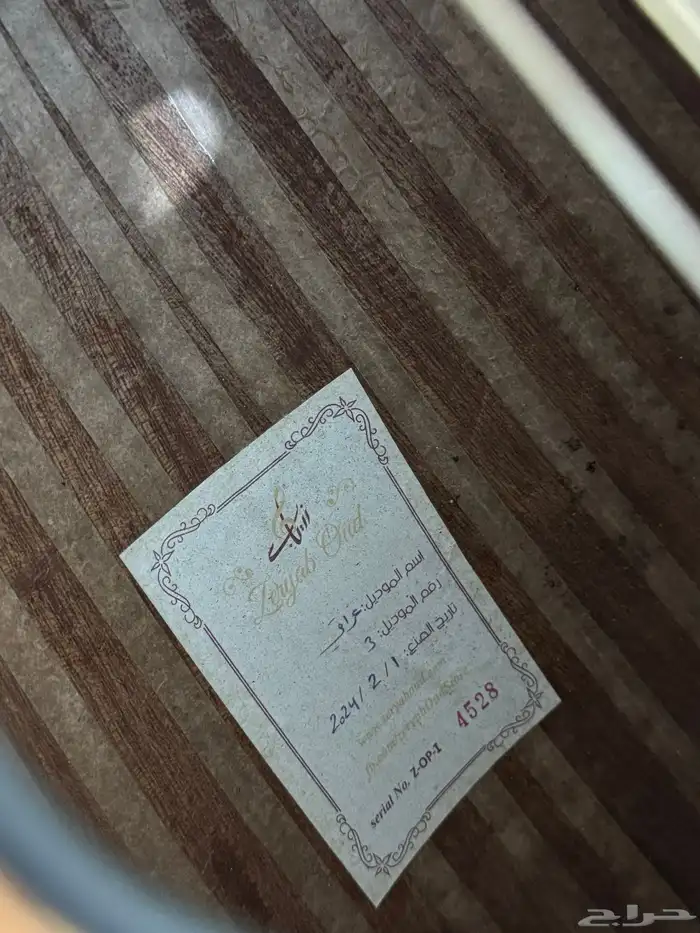 زرياب
Zeryab Oud
اسم الموديل: عراقي
رقم الموديل: 3
تاريخ الصنع: 2024/2/1
serial No. Z-OP-1 4528
حراج